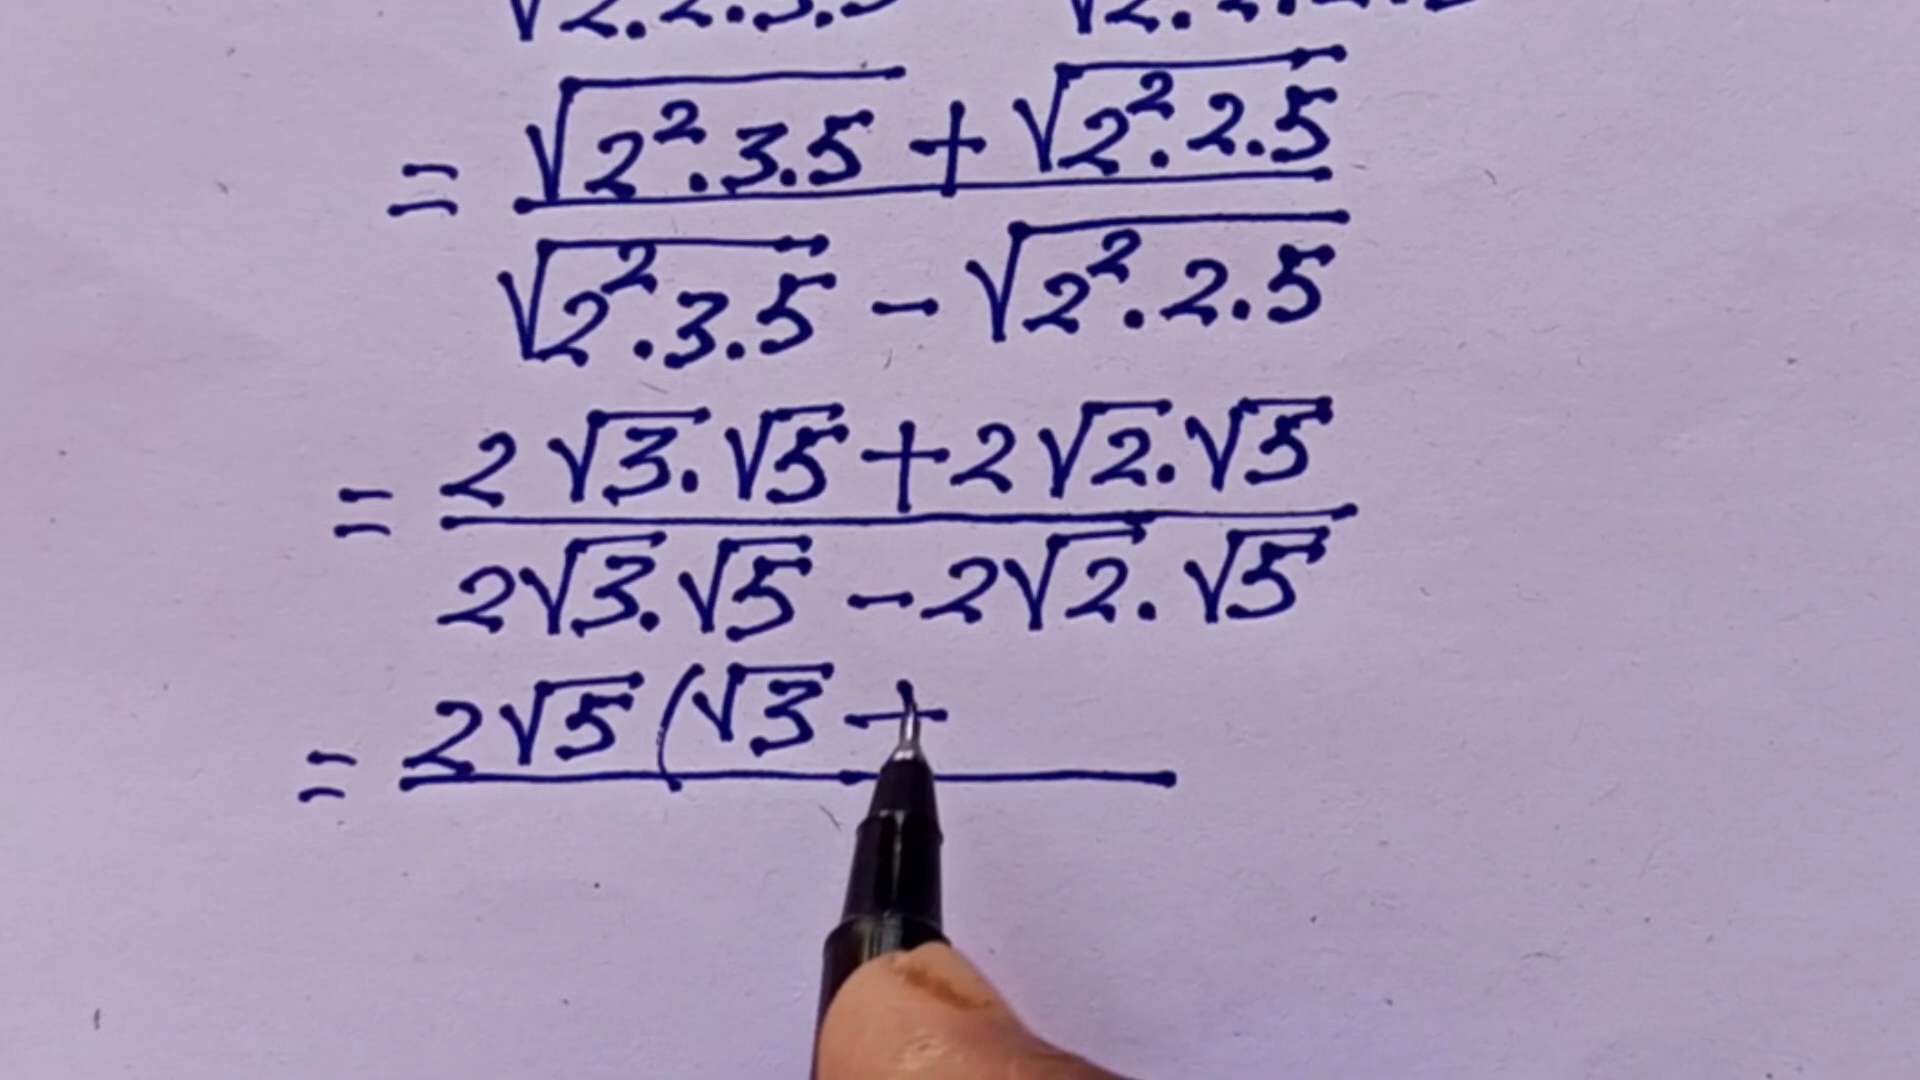 = √2².3.5 + √2².2.5
√2².3.5 - √2².2.5
= 2√3.√5 + 2√2.√5
2√3.√5 - 2√2.√5
= 2√5 (√3 +